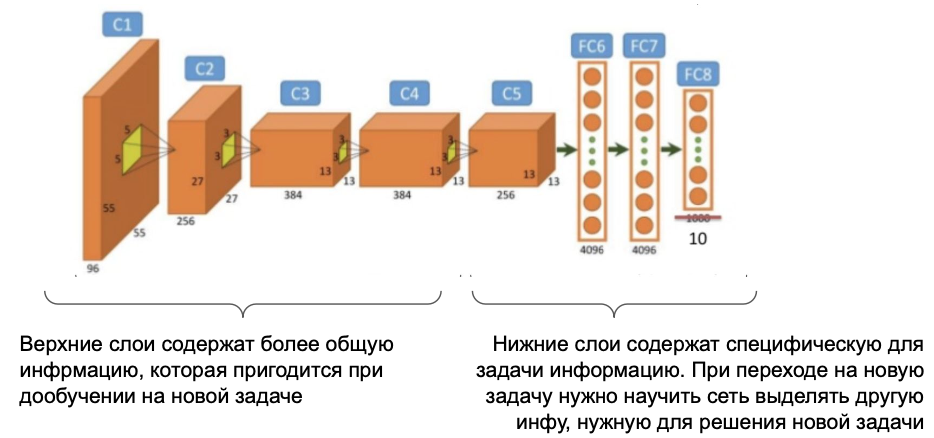 C1
C2
C3
C4
C5
FC6
FC7
FC8
5
5
3
3
3
3
3
3
55
55
27
27
13
13
13
13
13
13
96
256
384
384
256
4096
4096
1000
10
Верхние слои содержат более общую
инфрмацию, которая пригодится при
дообучении на новой задаче
Нижние слои содержат специфическую для
задачи информацию. При переходе на новую
задачу нужно научить сеть выделять другую
инфу, нужную для решения новой задачи